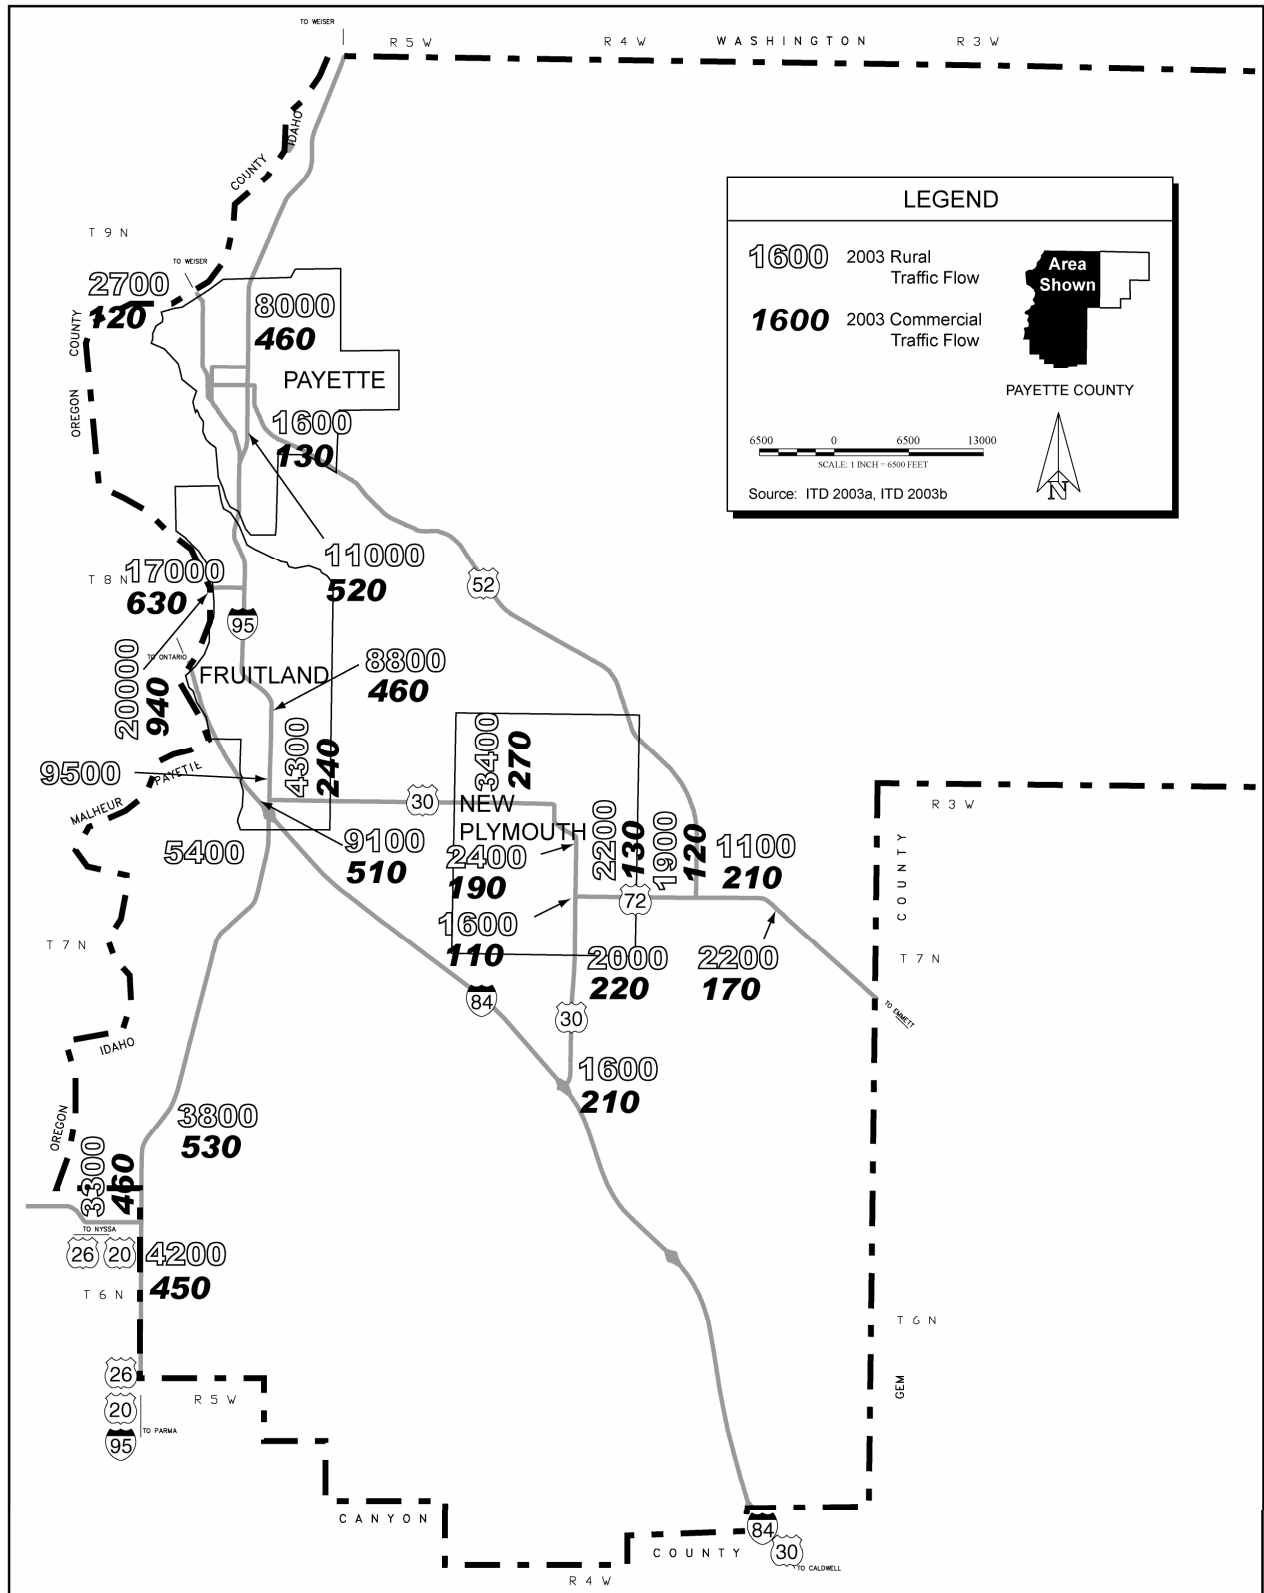 TO WEISER
R 5 W
R 4 W
WASHINGTON
R 3 W
IDAHO
COUNTY
T 9 N
TO WEISER
2700
120
8000
460
COUNTY
OREGON
PAYETTE
1600
130
LEGEND
1600 2003 Rural
Traffic Flow
1600 2003 Commercial
Traffic Flow
Area
Shown
PAYETTE COUNTY
6500 0 6500 13000
SCALE: 1 INCH = 6500 FEET
N
Source: ITD 2003a, ITD 2003b
11000
520
T 8 N
17000
630
52
95
TO ONTARIO
FRUITLAND
8800
460
20000
940
4300
240
3400
270
9500
PAYETTE
MALHEUR
30
NEW
PLYMOUTH
R 3 W
5400
9100
510
2400
190
2200
130
1900
120
1100
210
COUNTY
72
1600
110
2000
220
2200
170
T 7 N
T 7 N
84
30
TO EMMETT
IDAHO
1600
210
OREGON
3800
530
3300
460
TO NYSSA
26 20
4200
450
T 6 N
T 6 N
26
20
95
TO PARMA
R 5 W
GEM
CANYON
COUNTY
84
30
TO CALDWELL
R 4 W